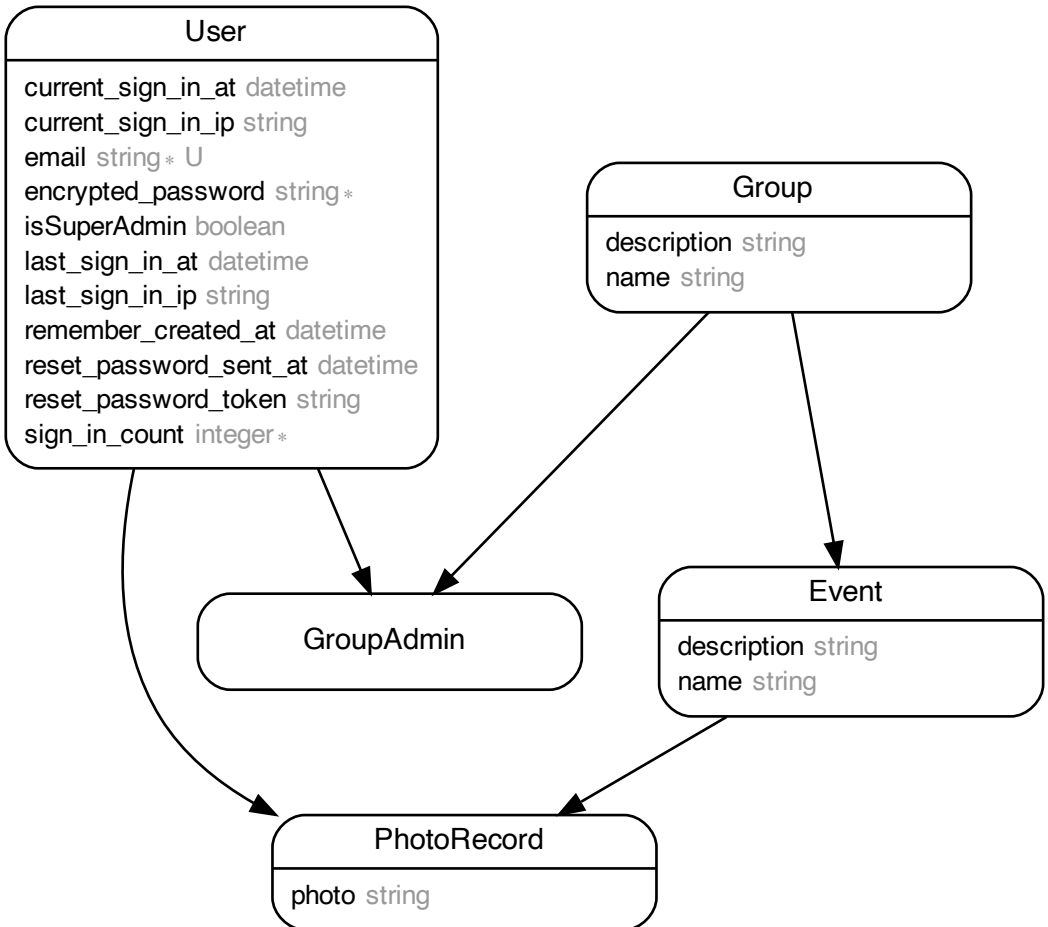 User
current_sign_in_at datetime
current_sign_in_ip string
email string* U
encrypted_password string*
isSuperAdmin boolean
last_sign_in_at datetime
last_sign_in_ip string
remember_created_at datetime
reset_password_sent_at datetime
reset_password_token string
sign_in_count integer*
Group
description string
name string
GroupAdmin
Event
description string
name string
PhotoRecord
photo string